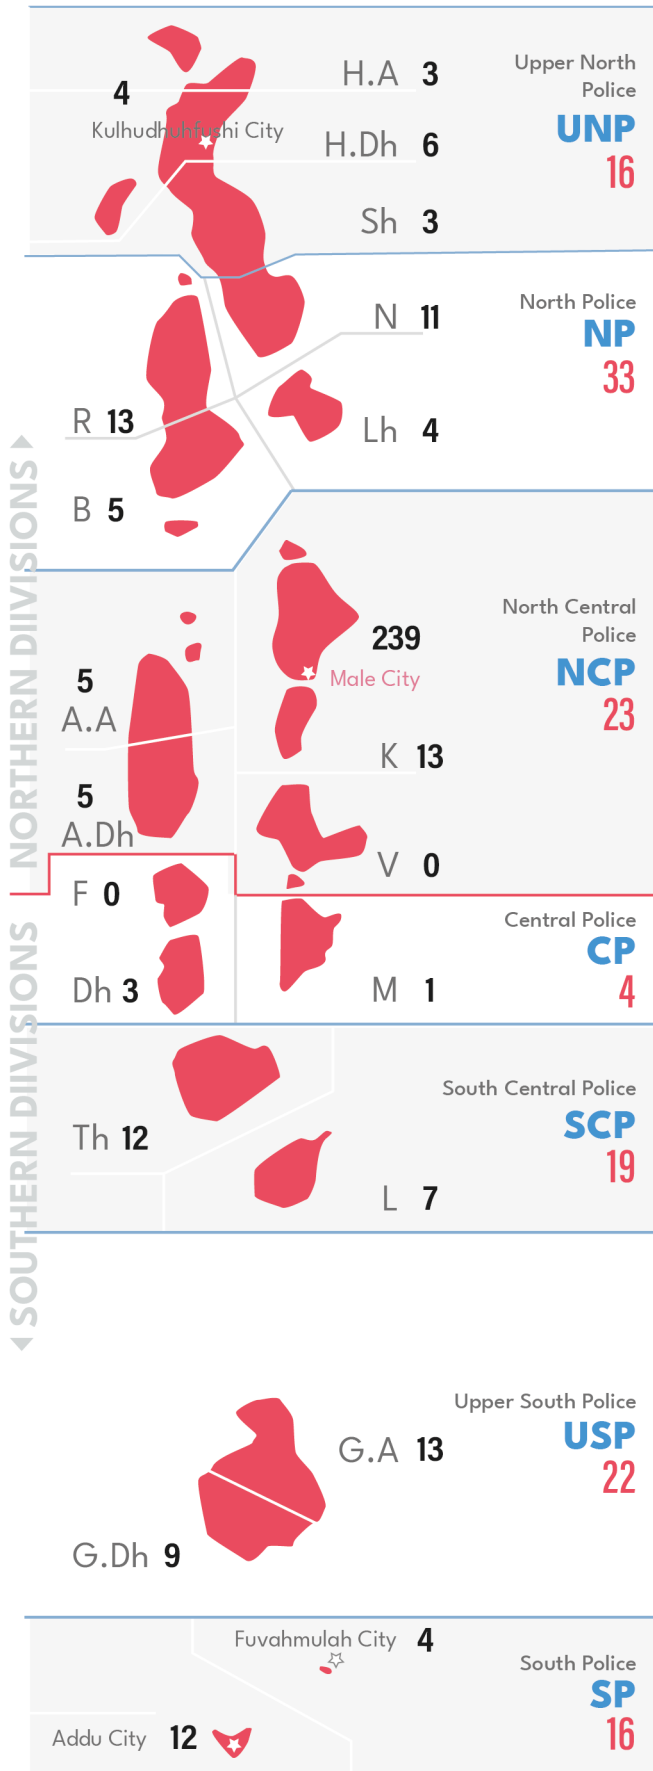 Upper North
Police
UNP
16
H.A 3
4
Kulhudhuhfushi City
H.Dh 6
Sh 3
North Police
NP
33
N 11
R 13
Lh 4
B 5
NORTHERN DIIVISIONS
North Central
Police
NCP
23
239
Male City
5
A.A
K 13
5
A.Dh
V 0
F 0
Central Police
CP
4
Dh 3
M 1
SOUTHERN DIIVISIONS
South Central Police
SCP
19
Th 12
L 7
Upper South Police
USP
22
G.A 13
G.Dh 9
Fuvahmulah City 4
South Police
SP
16
Addu City 12